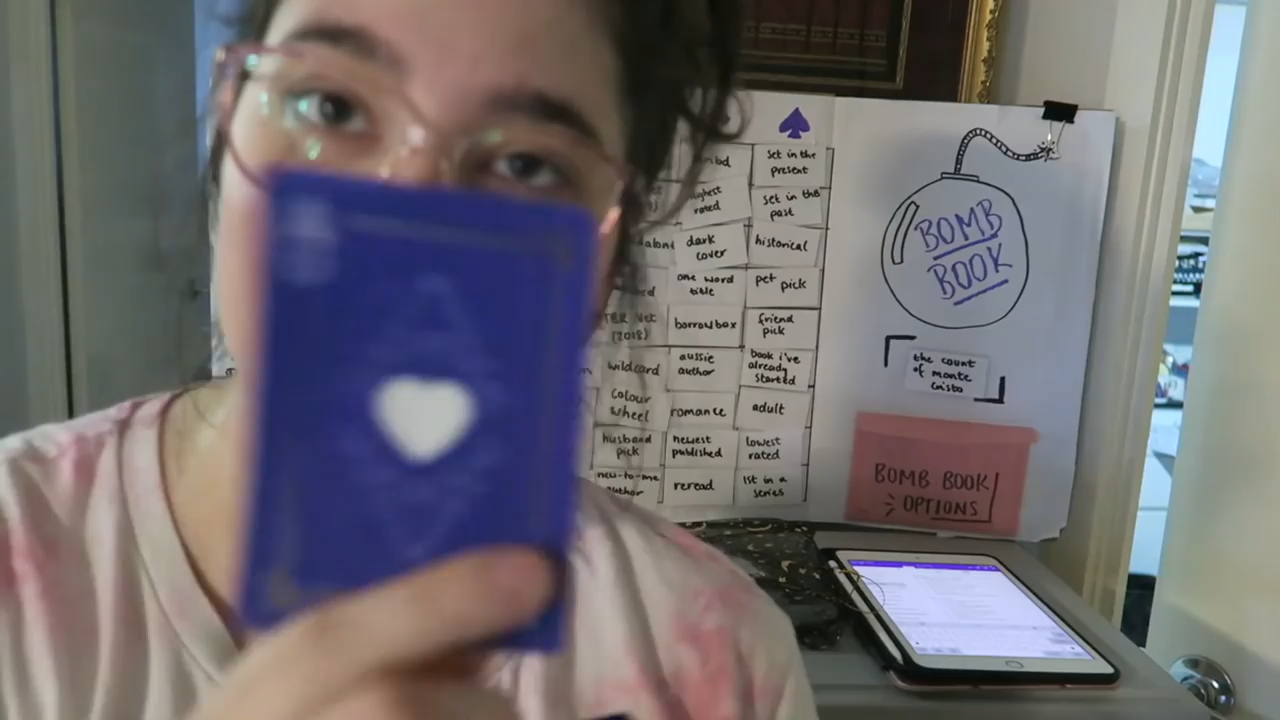 set in the
present
highest
rated
set in the
past
dark
cover
historical
one word
title
pet pick
(2018)
borrowbox
friend
pick
wildcard
aussie
author
book i've
already
started
colour
wheel
romance
adult
husband
pick
newest
published
lowest
rated
new-to-me
author
reread
1st in a
series
BOMB
BOOK
the count
of monte
cristo
BOMB BOOK
OPTIONS